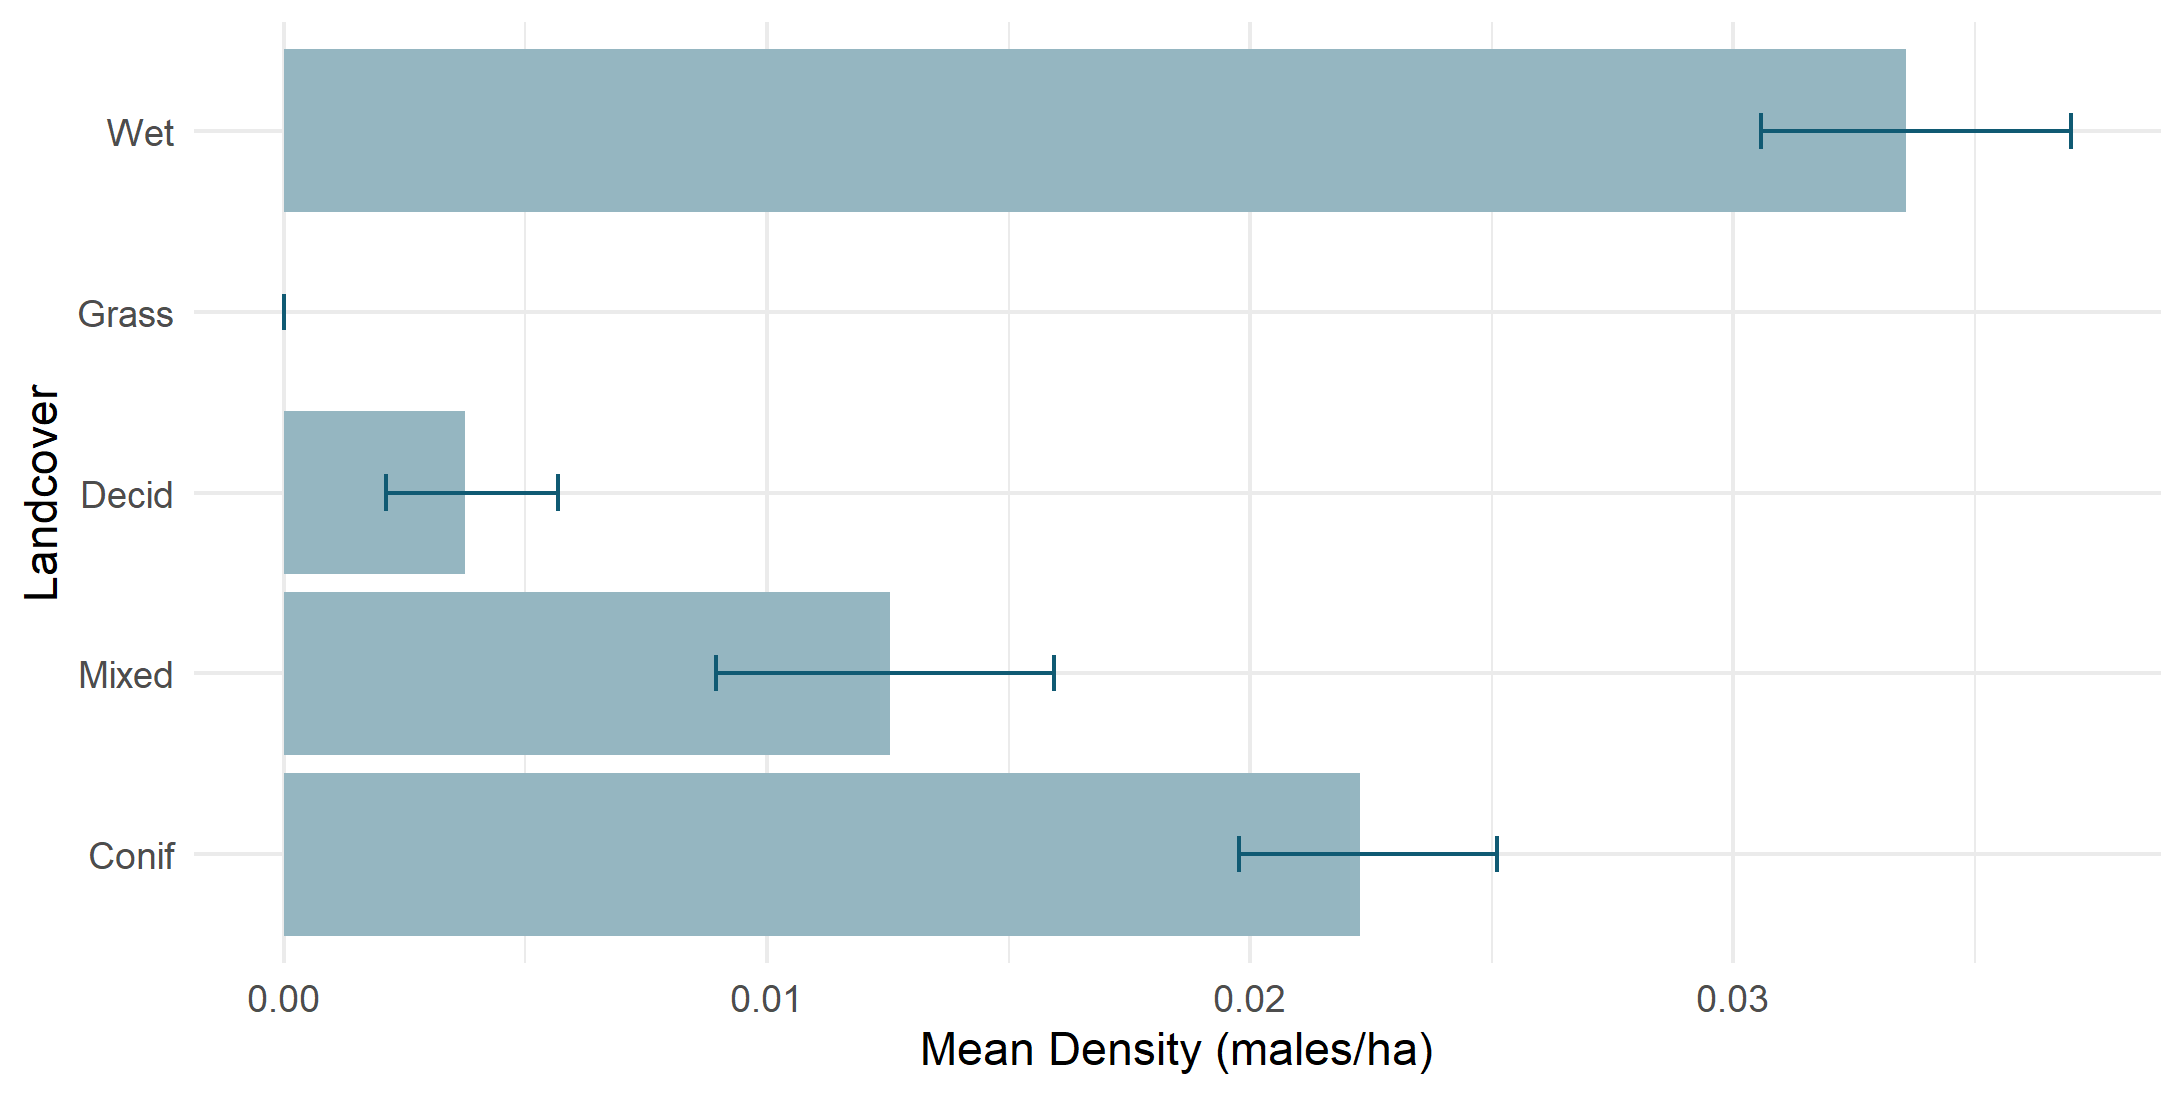 Wet
Grass
Decid
Mixed
Conif
Landcover
0.00 0.01 0.02 0.03
Mean Density (males/ha)